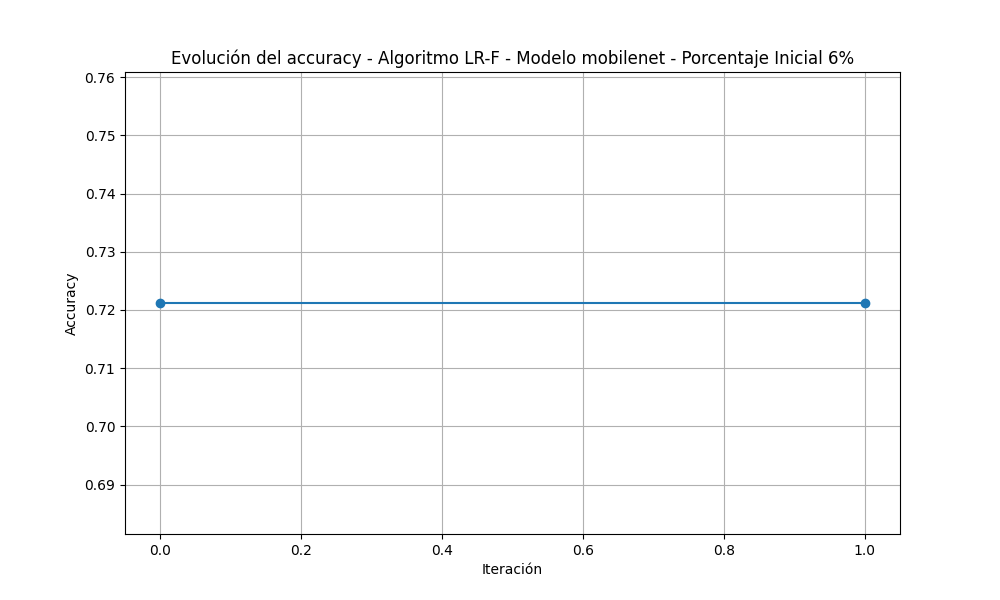 Evolución del accuracy - Algoritmo LR-F - Modelo mobilenet - Porcentaje Inicial 6%
0.76
0.75
0.74
0.73
0.72
0.71
0.70
0.69
Accuracy
0.0 0.2 0.4 0.6 0.8 1.0
Iteración